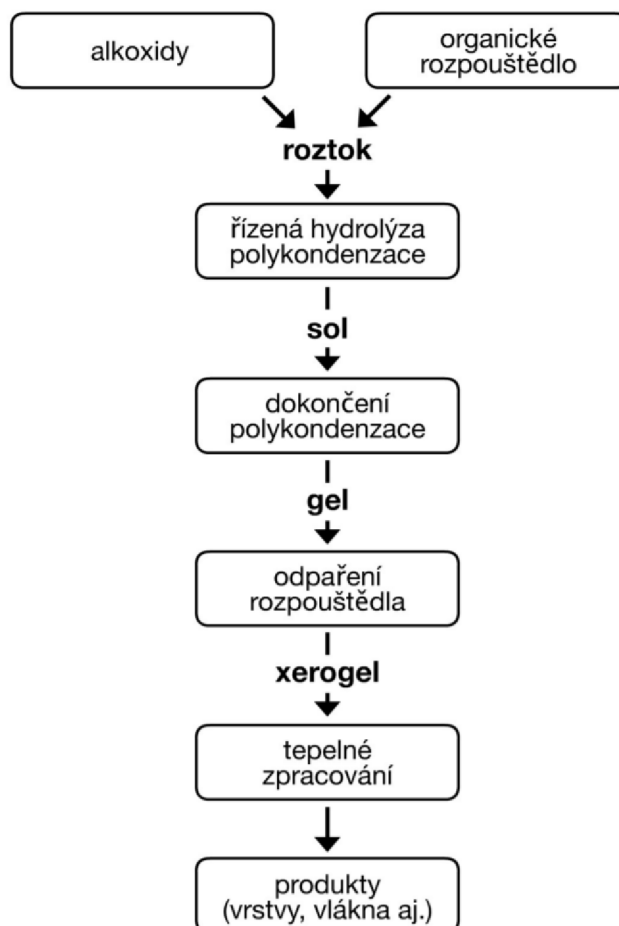 alkoxidy
organické
rozpouštědlo
roztok
řízená hydrolýza
polykondenzace
sol
dokončení
polykondenzace
gel
odpaření
rozpouštědla
xerogel
tepelné
zpracování
produkty
(vrstvy, vlákna aj.)